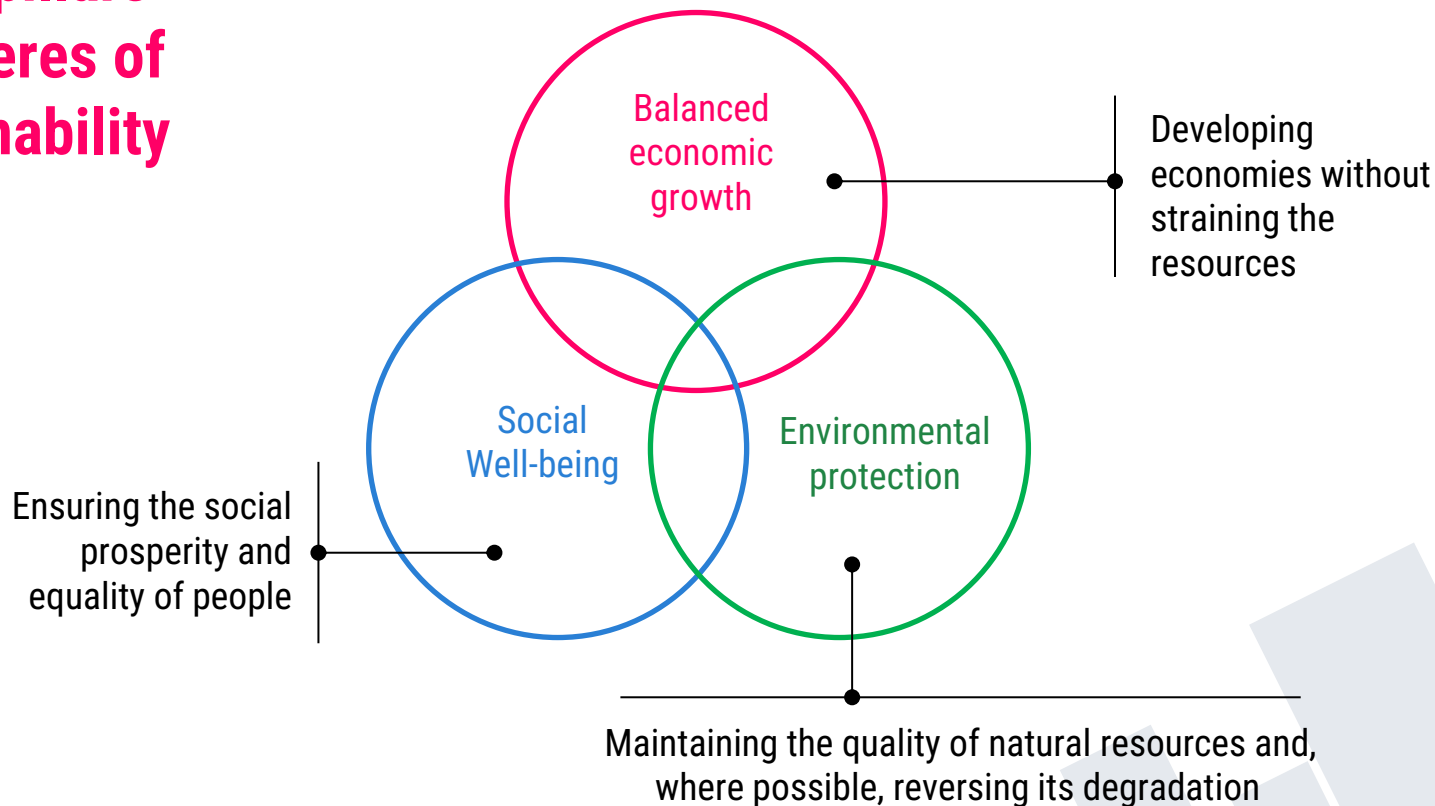 eres of
nability
Balanced
economic
growth
Developing
economies without
straining the
resources
Social
Well-being
Environmental
protection
Ensuring the social
prosperity and
equality of people
Maintaining the quality of natural resources and,
where possible, reversing its degradation